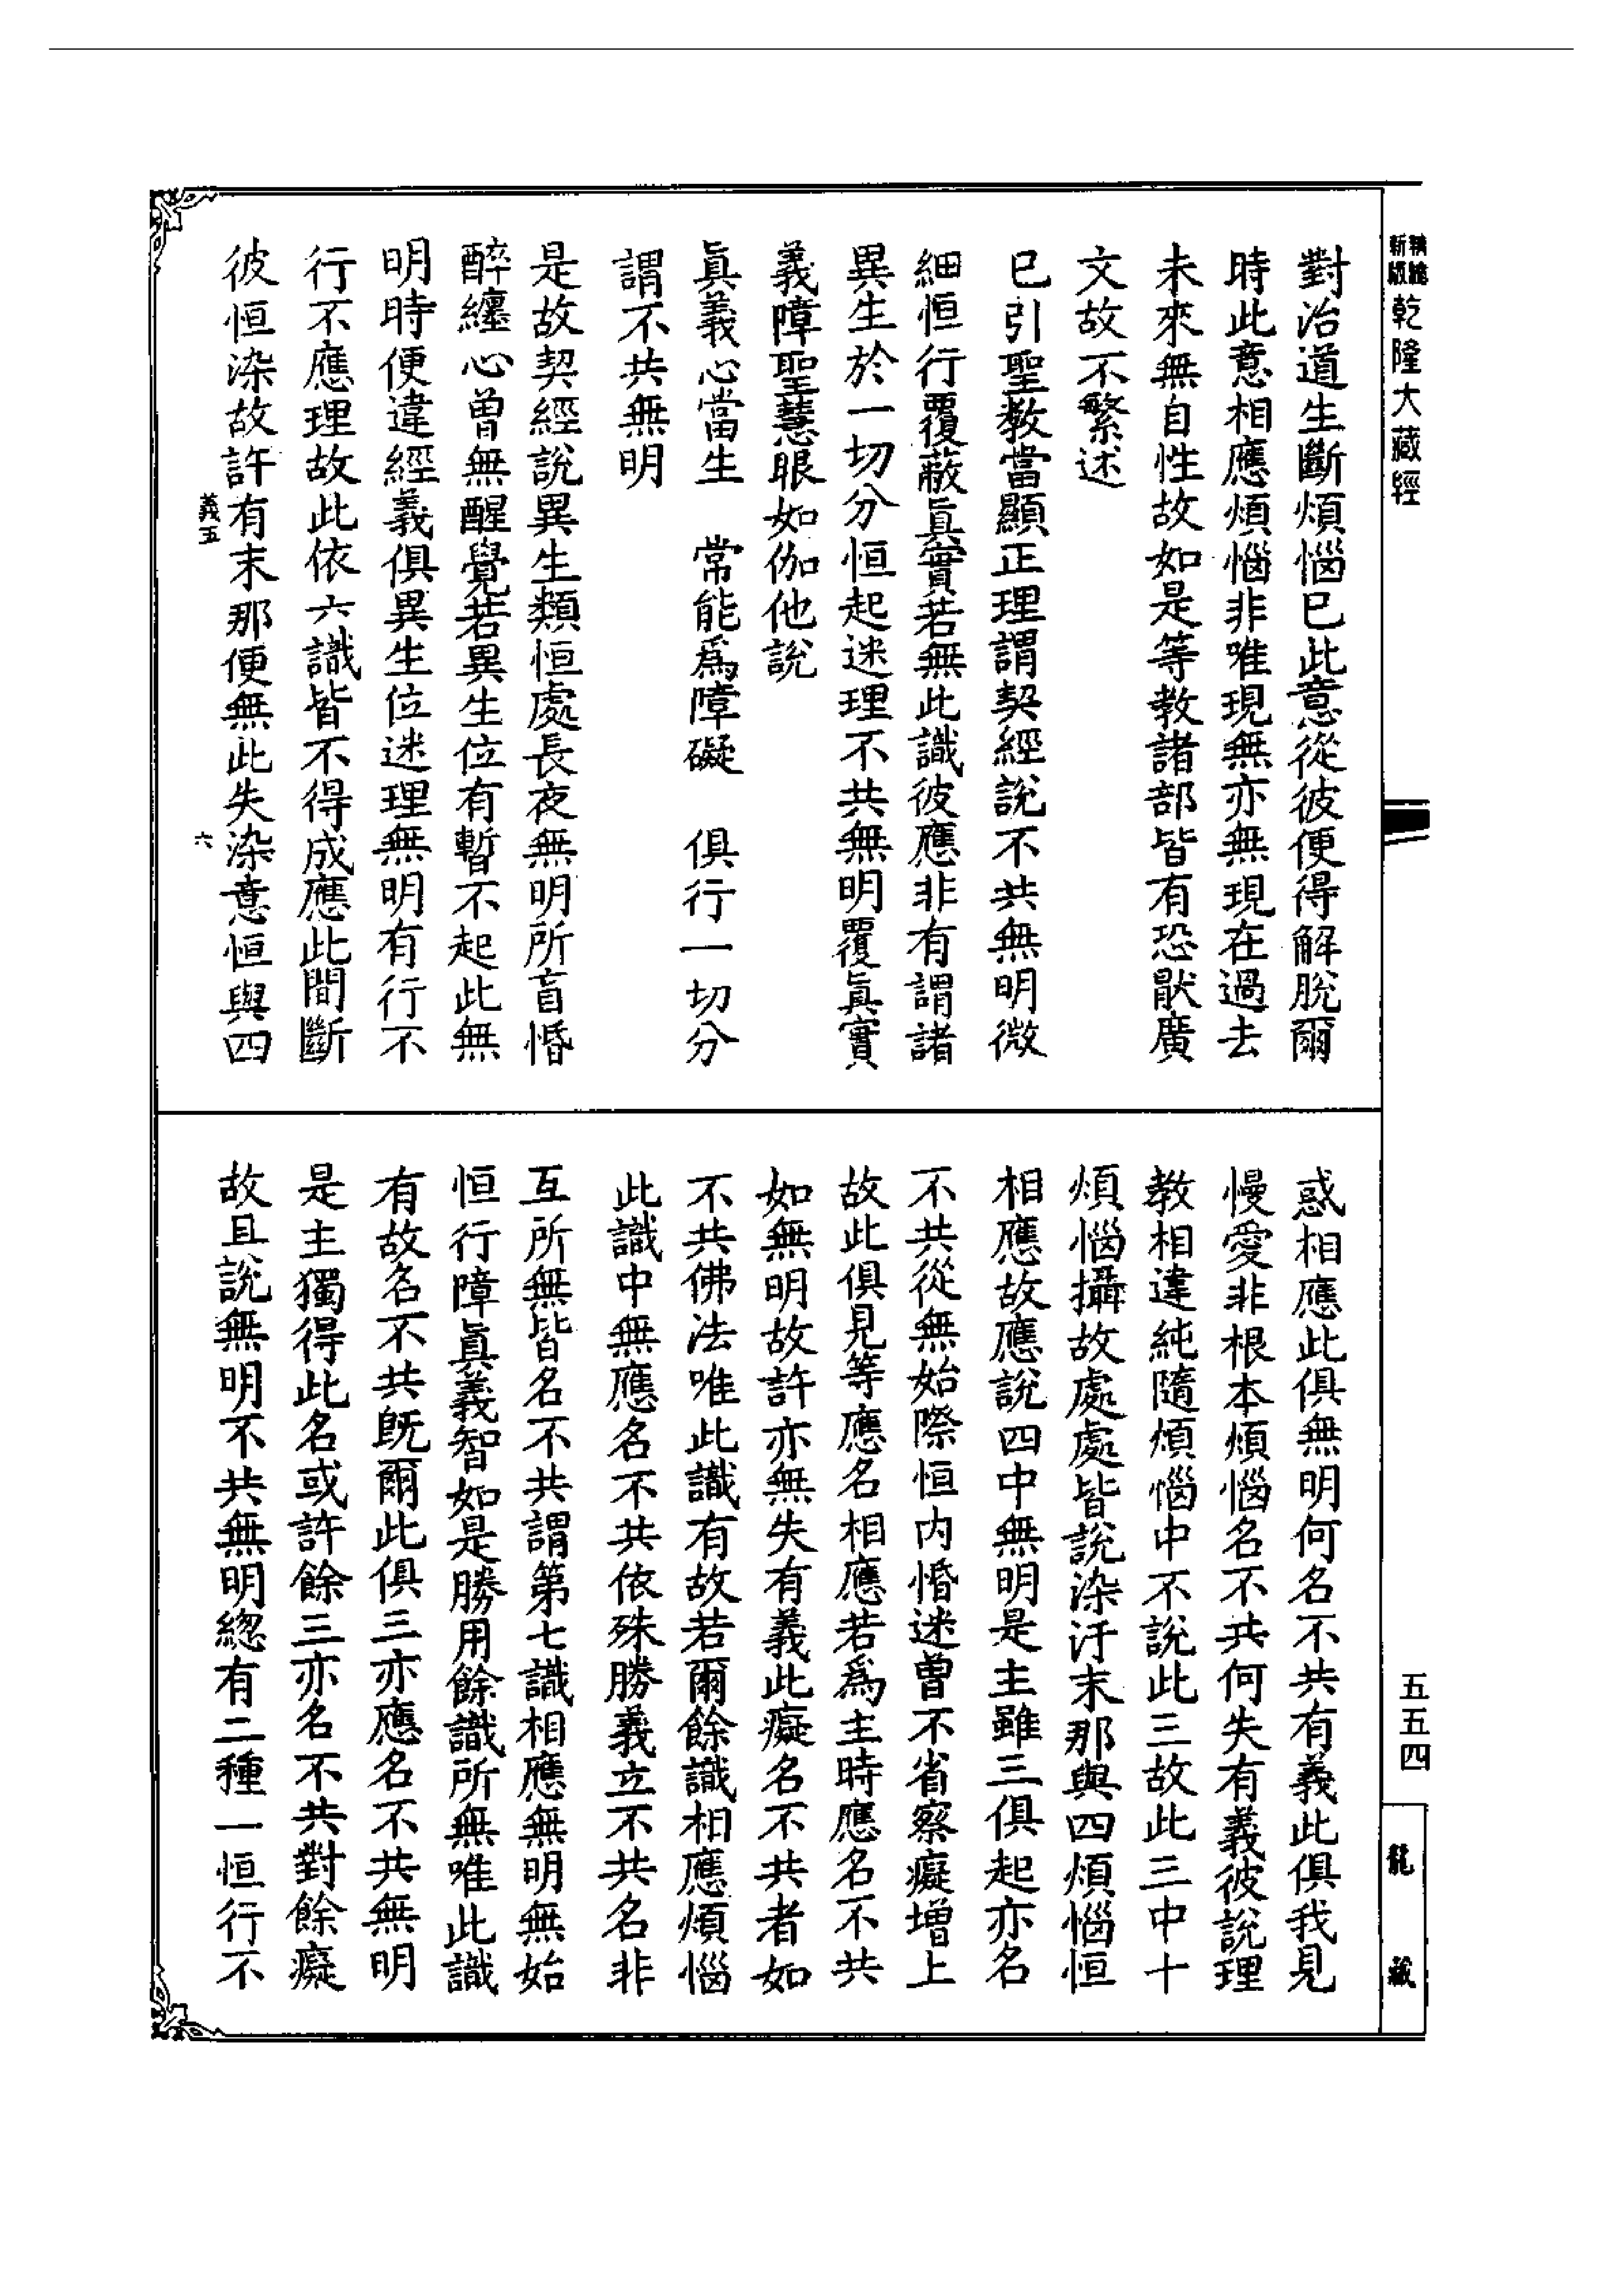 新編縮版乾隆大藏經
對治道生斷煩惱已此意從彼便得解脫爾
時此意相應煩惱非唯現無亦無現在過去
未來無自性故如是等教諸部皆有恐猒廣
文故不繁述
已引聖教當顯正理謂契經說不共無明微
細恒行覆蔽眞實若無此識彼應非有謂諸
異生於一切分恒起迷理不共無明覆眞實
義障聖慧眼如伽他說
眞義心當生　常能爲障礙　俱行一切分
謂不共無明
是故契經說異生類恒處長夜無明所盲惛
醉纏心曾無醒覺若異生位有暫不起此無
明時便違經義俱異生位迷理無明有行不
行不應理故此依六識皆不得成應此間斷
彼恒染故許有末那便無此失染意恒與四
義五　六
惑相應此俱無明何名不共有義此俱我見
慢愛非根本煩惱名不共何失有義彼說理
教相違純隨煩惱中不說此三故此三中十
煩惱攝故處處皆說染汙末那與四煩惱恒
相應故應說四中無明是主雖三俱起亦名
不共從無始際恒內惛迷曾不省察癡增上
故此俱見等應名相應若爲主時應名不共
如無明故許亦無失有義此癡名不共者如
不共佛法唯此識有故若爾餘識相應煩惱
此識中無應名不共依殊勝義立不共名非
互所無皆名不共謂第七識相應無明無始
恒行障眞義智如是勝用餘識所無唯此識
有故名不共旣爾此俱三亦應名不共無明
是主獨得此名或許餘三亦名不共對餘癡
故且說無明不共無明總有二種一恒行不
五五四
龍藏